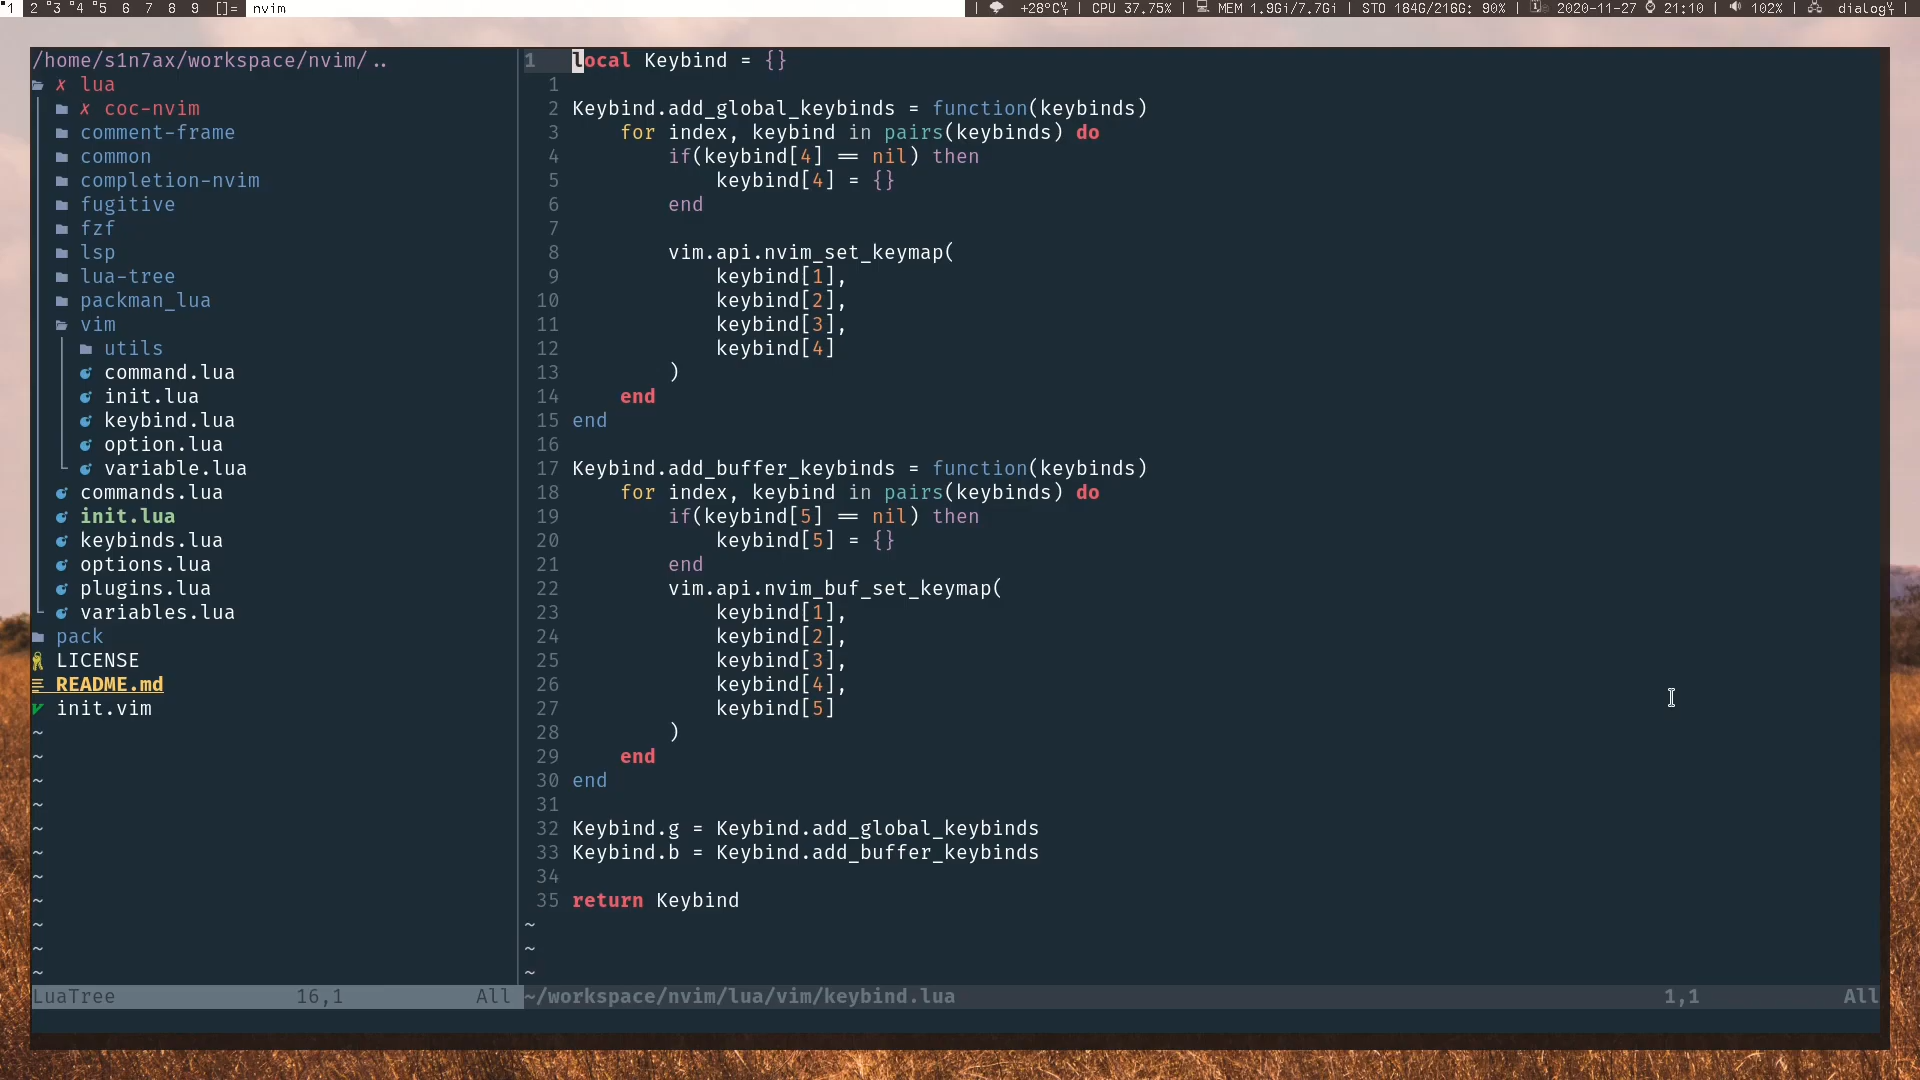 1 2 3 4 5 6 7 8 9 []= nvim | +28°C | CPU 37.75% | MEM 1.9Gi/7.7Gi | STO 184G/216G: 90% | 2020-11-27 21:10 | 102% | dialog |
/home/s1n7ax/workspace/nvim/..
✗ lua
✗ coc-nvim
comment-frame
common
completion-nvim
fugitive
fzf
lsp
lua-tree
packman_lua
vim
utils
command.lua
init.lua
keybind.lua
option.lua
variable.lua
commands.lua
init.lua
keybinds.lua
options.lua
plugins.lua
variables.lua
pack
LICENSE
README.md
init.vim
~
~
~
~
~
~
~
~
~
~
~
LuaTree 16,1 All
1 local Keybind = {}
1
2 Keybind.add_global_keybinds = function(keybinds)
3     for index, keybind in pairs(keybinds) do
4         if(keybind[4] == nil) then
5             keybind[4] = {}
6         end
7
8         vim.api.nvim_set_keymap(
9             keybind[1],
10             keybind[2],
11             keybind[3],
12             keybind[4]
13         )
14     end
15 end
16
17 Keybind.add_buffer_keybinds = function(keybinds)
18     for index, keybind in pairs(keybinds) do
19         if(keybind[5] == nil) then
20             keybind[5] = {}
21         end
22         vim.api.nvim_buf_set_keymap(
23             keybind[1],
24             keybind[2],
25             keybind[3],
26             keybind[4],
27             keybind[5]
28         )
29     end
30 end
31
32 Keybind.g = Keybind.add_global_keybinds
33 Keybind.b = Keybind.add_buffer_keybinds
34
35 return Keybind
~
~
~
~/workspace/nvim/lua/vim/keybind.lua 1,1 All